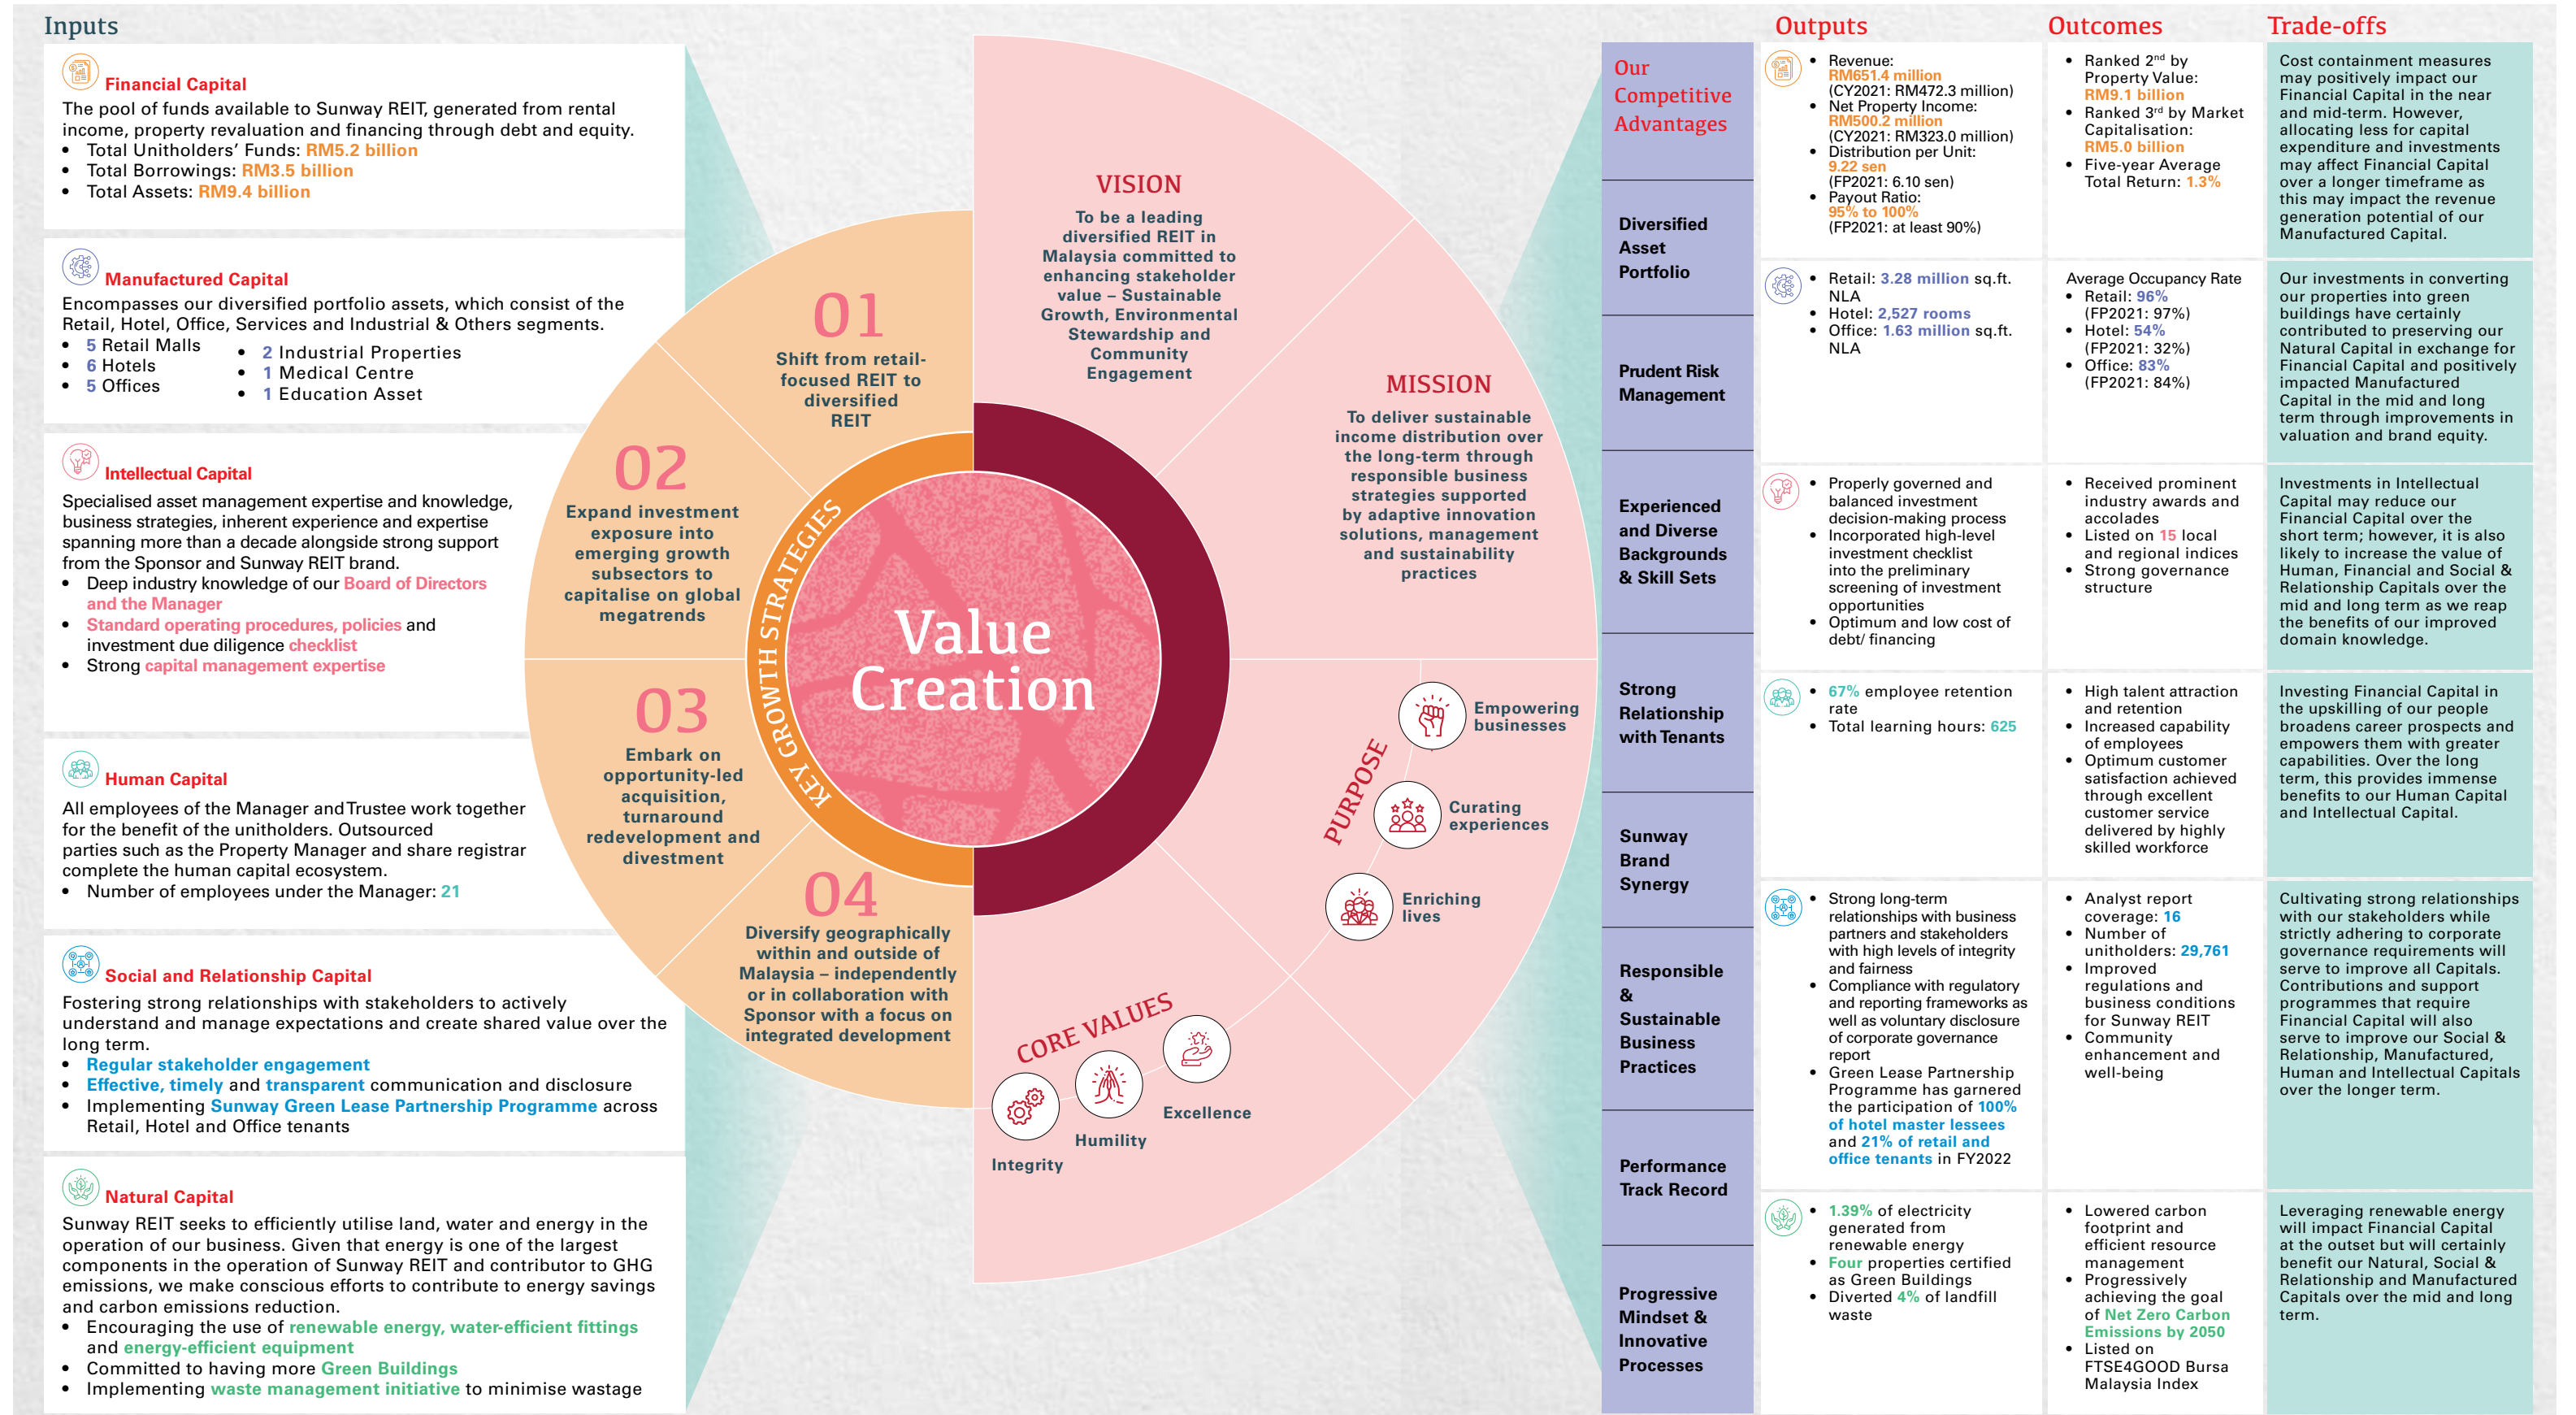 Inputs
Financial Capital
The pool of funds available to Sunway REIT, generated from rental
income, property revaluation and financing through debt and equity.
• Total Unitholders' Funds: RM5.2 billion
• Total Borrowings: RM3.5 billion
• Total Assets: RM9.4 billion
Manufactured Capital
Encompasses our diversified portfolio assets, which consist of the
Retail, Hotel, Office, Services and Industrial & Others segments.
• 5 Retail Malls
• 6 Hotels
• 5 Offices
• 2 Industrial Properties
• 1 Medical Centre
• 1 Education Asset
Intellectual Capital
Specialised asset management expertise and knowledge,
business strategies, inherent experience and expertise
spanning more than a decade alongside strong support
from the Sponsor and Sunway REIT brand.
• Deep industry knowledge of our Board of Directors
and the Manager
• Standard operating procedures, policies and
investment due diligence checklist
• Strong capital management expertise
Human Capital
All employees of the Manager and Trustee work together
for the benefit of the unitholders. Outsourced
parties such as the Property Manager and share registrar
complete the human capital ecosystem.
• Number of employees under the Manager: 21
Social and Relationship Capital
Fostering strong relationships with stakeholders to actively
understand and manage expectations and create shared value over the
long term.
• Regular stakeholder engagement
• Effective, timely and transparent communication and disclosure
• Implementing Sunway Green Lease Partnership Programme across
Retail, Hotel and Office tenants
Natural Capital
Sunway REIT seeks to efficiently utilise land, water and energy in the
operation of our business. Given that energy is one of the largest
components in the operation of Sunway REIT and contributor to GHG
emissions, we make conscious efforts to contribute to energy savings
and carbon emissions reduction.
• Encouraging the use of renewable energy, water-efficient fittings
and energy-efficient equipment
• Committed to having more Green Buildings
• Implementing waste management initiative to minimise wastage
01
Shift from retail-
focused REIT to
diversified
REIT
02
Expand investment
exposure into
emerging growth
subsectors to
capitalise on global
megatrends
03
Embark on
opportunity-led
acquisition,
turnaround
redevelopment and
divestment
04
Diversify geographically
within and outside of
Malaysia – independently
or in collaboration with
Sponsor with a focus on
integrated development
KEY GROWTH STRATEGIES
Value
Creation
VISION
To be a leading
diversified REIT in
Malaysia committed to
enhancing stakeholder
value – Sustainable
Growth, Environmental
Stewardship and
Community
Engagement
MISSION
To deliver sustainable
income distribution over
the long-term through
responsible business
strategies supported
by adaptive innovation
solutions, management
and sustainability
practices
PURPOSE
Empowering
businesses
Curating
experiences
Enriching
lives
CORE VALUES
Excellence
Humility
Integrity
Our
Competitive
Advantages
Diversified
Asset
Portfolio
Prudent Risk
Management
Experienced
and Diverse
Backgrounds
& Skill Sets
Strong
Relationship
with Tenants
Sunway
Brand
Synergy
Responsible
&
Sustainable
Business
Practices
Performance
Track Record
Progressive
Mindset &
Innovative
Processes
Outputs
• Revenue:
RM651.4 million
(CY2021: RM472.3 million)
• Net Property Income:
RM500.2 million
(CY2021: RM323.0 million)
• Distribution per Unit:
9.22 sen
(FP2021: 6.10 sen)
• Payout Ratio:
95% to 100%
(FP2021: at least 90%)
• Retail: 3.28 million sq.ft.
NLA
• Hotel: 2,527 rooms
• Office: 1.63 million sq.ft.
NLA
• Properly governed and
balanced investment
decision-making process
• Incorporated high-level
investment checklist
into the preliminary
screening of investment
opportunities
• Optimum and low cost of
debt/ financing
• 67% employee retention
rate
• Total learning hours: 625
• Strong long-term
relationships with business
partners and stakeholders
with high levels of integrity
and fairness
• Compliance with regulatory
and reporting frameworks as
well as voluntary disclosure
of corporate governance
report
• Green Lease Partnership
Programme has garnered
the participation of 100%
of hotel master lessees
and 21% of retail and
office tenants in FY2022
• 1.39% of electricity
generated from
renewable energy
• Four properties certified
as Green Buildings
• Diverted 4% of landfill
waste
Outcomes
• Ranked 2nd by
Property Value:
RM9.1 billion
• Ranked 3rd by Market
Capitalisation:
RM5.0 billion
• Five-year Average
Total Return: 1.3%
Average Occupancy Rate
• Retail: 96%
(FP2021: 97%)
• Hotel: 54%
(FP2021: 32%)
• Office: 83%
(FP2021: 84%)
• Received prominent
industry awards and
accolades
• Listed on 15 local
and regional indices
• Strong governance
structure
• High talent attraction
and retention
• Increased capability
of employees
• Optimum customer
satisfaction achieved
through excellent
customer service
delivered by highly
skilled workforce
• Analyst report
coverage: 16
• Number of
unitholders: 29,761
• Improved
regulations and
business conditions
for Sunway REIT
• Community
enhancement and
well-being
• Lowered carbon
footprint and
efficient resource
management
• Progressively
achieving the goal
of Net Zero Carbon
Emissions by 2050
• Listed on
FTSE4GOOD Bursa
Malaysia Index
Trade-offs
Cost containment measures
may positively impact our
Financial Capital in the near
and mid-term. However,
allocating less for capital
expenditure and investments
may affect Financial Capital
over a longer timeframe as
this may impact the revenue
generation potential of our
Manufactured Capital.
Our investments in converting
our properties into green
buildings have certainly
contributed to preserving our
Natural Capital in exchange for
Financial Capital and positively
impacted Manufactured
Capital in the mid and long
term through improvements in
valuation and brand equity.
Investments in Intellectual
Capital may reduce our
Financial Capital over the
short term; however, it is also
likely to increase the value of
Human, Financial and Social &
Relationship Capitals over the
mid and long term as we reap
the benefits of our improved
domain knowledge.
Investing Financial Capital in
the upskilling of our people
broadens career prospects and
empowers them with greater
capabilities. Over the long
term, this provides immense
benefits to our Human Capital
and Intellectual Capital.
Cultivating strong relationships
with our stakeholders while
strictly adhering to corporate
governance requirements will
serve to improve all Capitals.
Contributions and support
programmes that require
Financial Capital will also
serve to improve our Social &
Relationship, Manufactured,
Human and Intellectual Capitals
over the longer term.
Leveraging renewable energy
will impact Financial Capital
at the outset but will certainly
benefit our Natural, Social &
Relationship and Manufactured
Capitals over the mid and long
term.